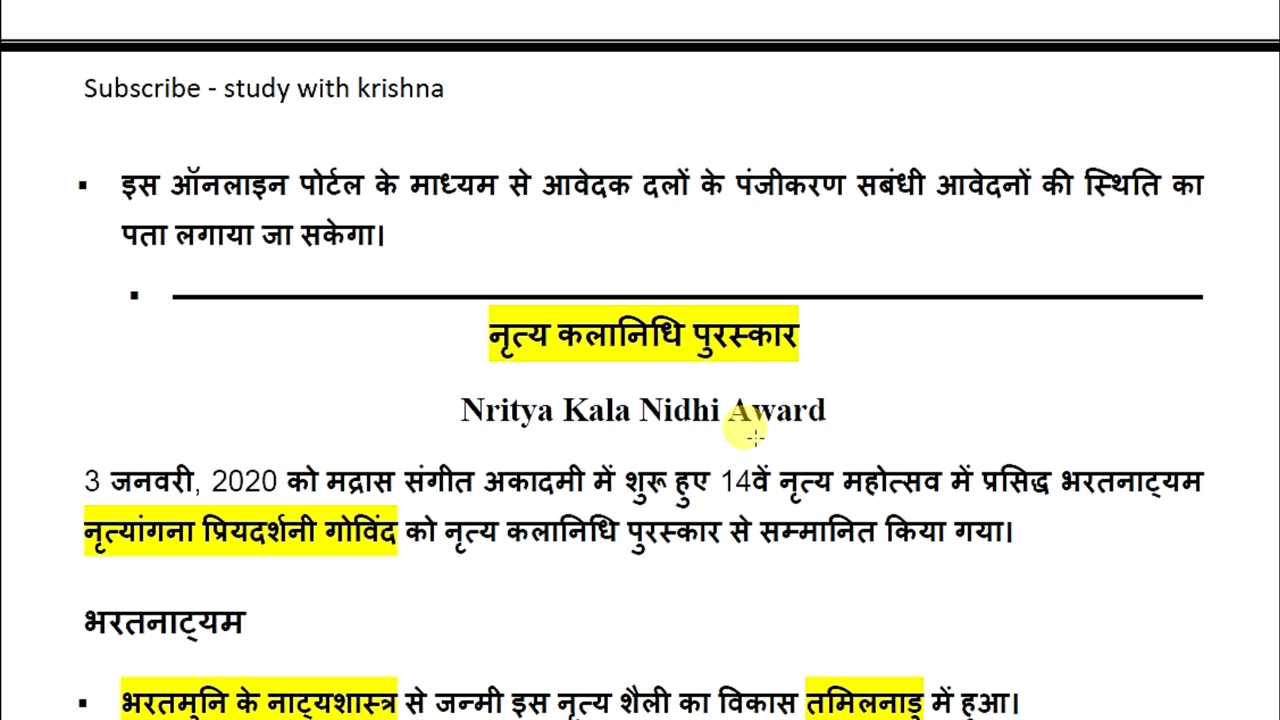 Subscribe - study with krishna
▪ इस ऑनलाइन पोर्टल के माध्यम से आवेदक दलों के पंजीकरण सबंधी आवेदनों की स्थिति का
पता लगाया जा सकेगा।
नृत्य कलानिधि पुरस्कार
Nritya Kala Nidhi Award
3 जनवरी, 2020 को मद्रास संगीत अकादमी में शुरू हुए 14वें नृत्य महोत्सव में प्रसिद्ध भरतनाट्यम
नृत्यांगना प्रियदर्शनी गोविंद को नृत्य कलानिधि पुरस्कार से सम्मानित किया गया।
भरतनाट्यम
▪ भरतमुनि के नाट्यशास्त्र से जन्मी इस नृत्य शैली का विकास तमिलनाडु में हुआ।